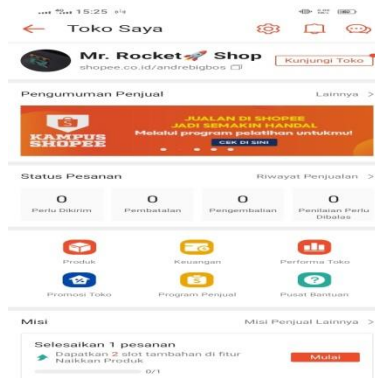 15:25
Toko Saya
Mr. Rocket🚀 Shop
shopee.co.id/andrebigbos
Kunjungi Toko
Pengumuman Penjual
Lainnya >
KAMPUS SHOPEE
JUALAN DI SHOPEE
JADI SEMAKIN HANDAL
Melalui program pelatihan untukmu!
CEK DI SINI
Status Pesanan
Riwayat Penjualan >
0
Perlu Dikirim
0
Pembatalan
0
Pengembalian
0
Penilaian Perlu
Dibalas
Produk
Keuangan
Performa Toko
Promosi Toko
Program Penjual
Pusat Bantuan
Misi
Misi Penjual Lainnya >
Selesaikan 1 pesanan
Dapatkan 2 slot tambahan di fitur
Naikkan Produk
0/1
Mulai